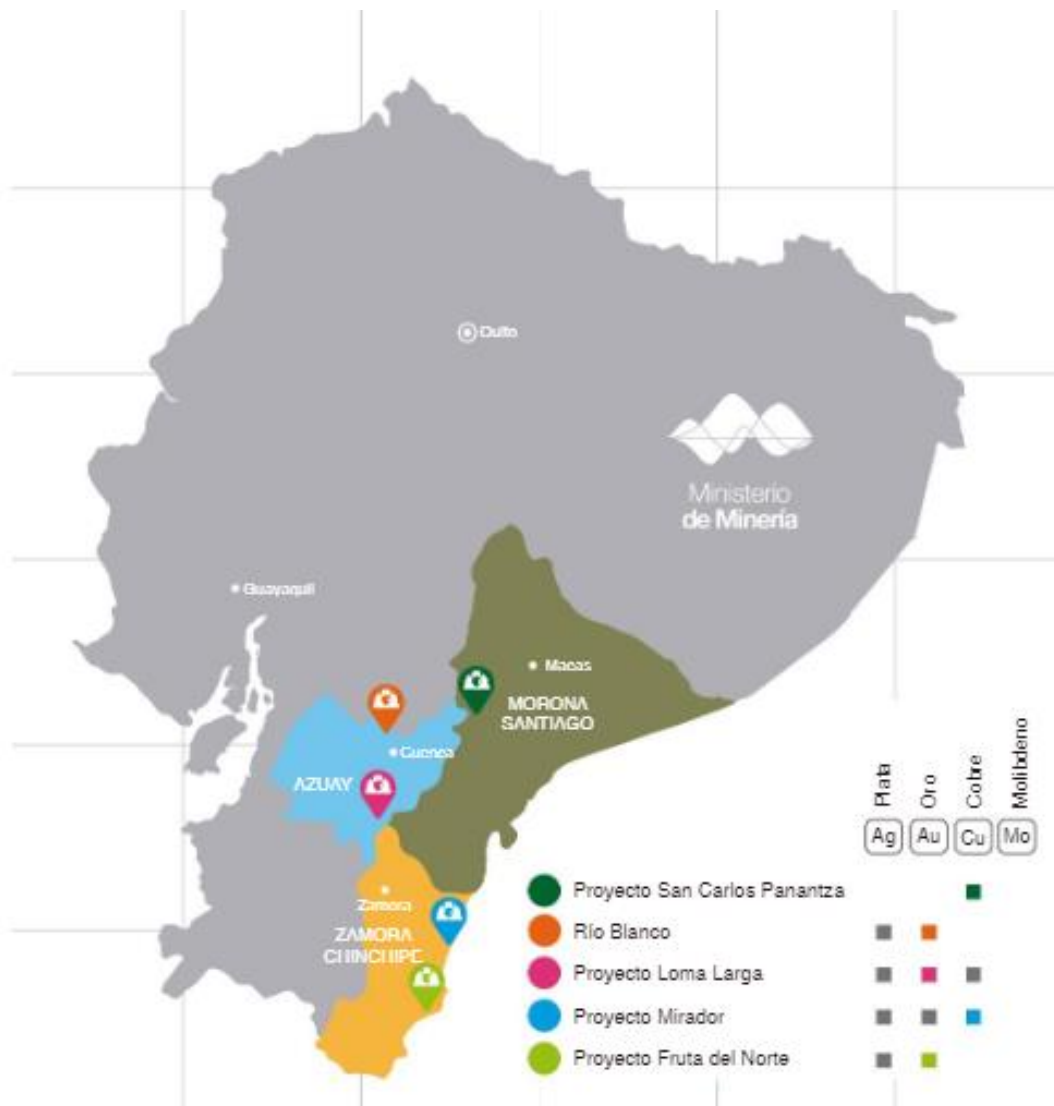 Quito
Ministerio
de Minería
Guayaquil
Macas
MORONA
SANTIAGO
Cuenca
AZUAY
Zamora
ZAMORA
CHINCHIPE
Plata
Oro
Cobre
Molibdeno
Ag Au Cu Mo
Proyecto San Carlos Panantza
Río Blanco
Proyecto Loma Larga
Proyecto Mirador
Proyecto Fruta del Norte